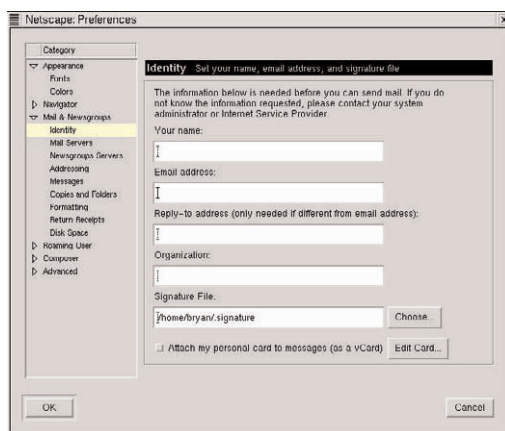 Netscape: Preferences
Category
Appearance
Fonts
Colors
Navigator
Mail & Newsgroups
Identity
Mail Servers
Newsgroups Servers
Addressing
Messages
Copies and Folders
Formatting
Return Receipts
Disk Space
Roaming User
Composer
Advanced
Identity Set your name, email address, and signature file
The information below is needed before you can send mail. If you do
not know the information requested, please contact your system
administrator or Internet Service Provider.
Your name:
Email address:
Reply-to address (only needed if different from email address):
Organization:
Signature File:
/home/bryan/.signature
Choose...
Attach my personal card to messages (as a vCard)
Edit Card...
OK
Cancel